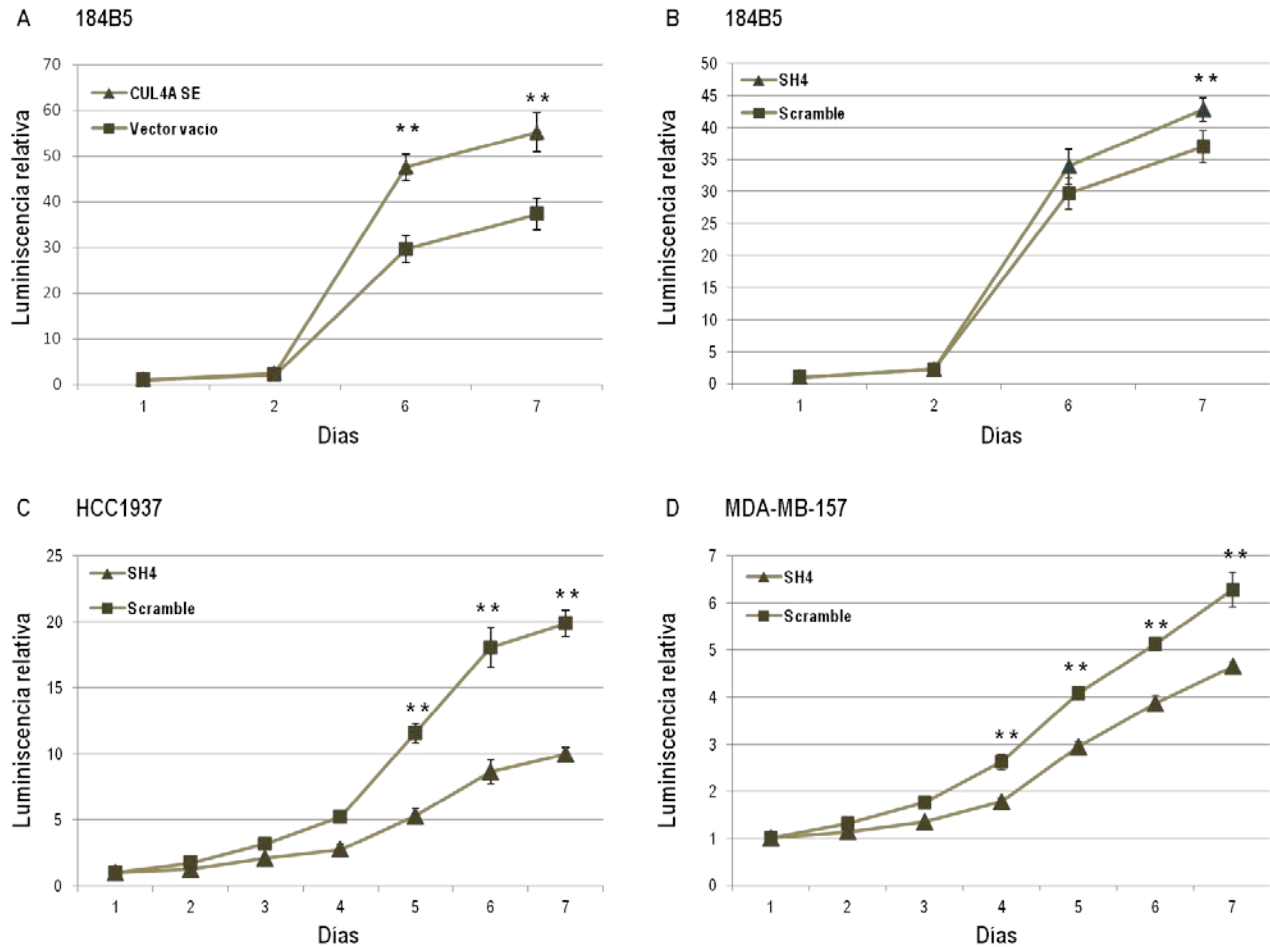 A 184B5
70
60
50
40
30
20
10
0
CUL4A SE
Vector vacio
**
**
1 2 6 7
Luminiscencia relativa
Días
B 184B5
50
45
40
35
30
25
20
15
10
5
0
SH4
Scramble
**
1 2 6 7
Luminiscencia relativa
Días
C HCC1937
25
20
15
10
5
0
SH4
Scramble
**
**
**
1 2 3 4 5 6 7
Luminiscencia relativa
Días
D MDA-MB-157
7
6
5
4
3
2
1
0
SH4
Scramble
**
**
**
**
1 2 3 4 5 6 7
Luminiscencia relativa
Días